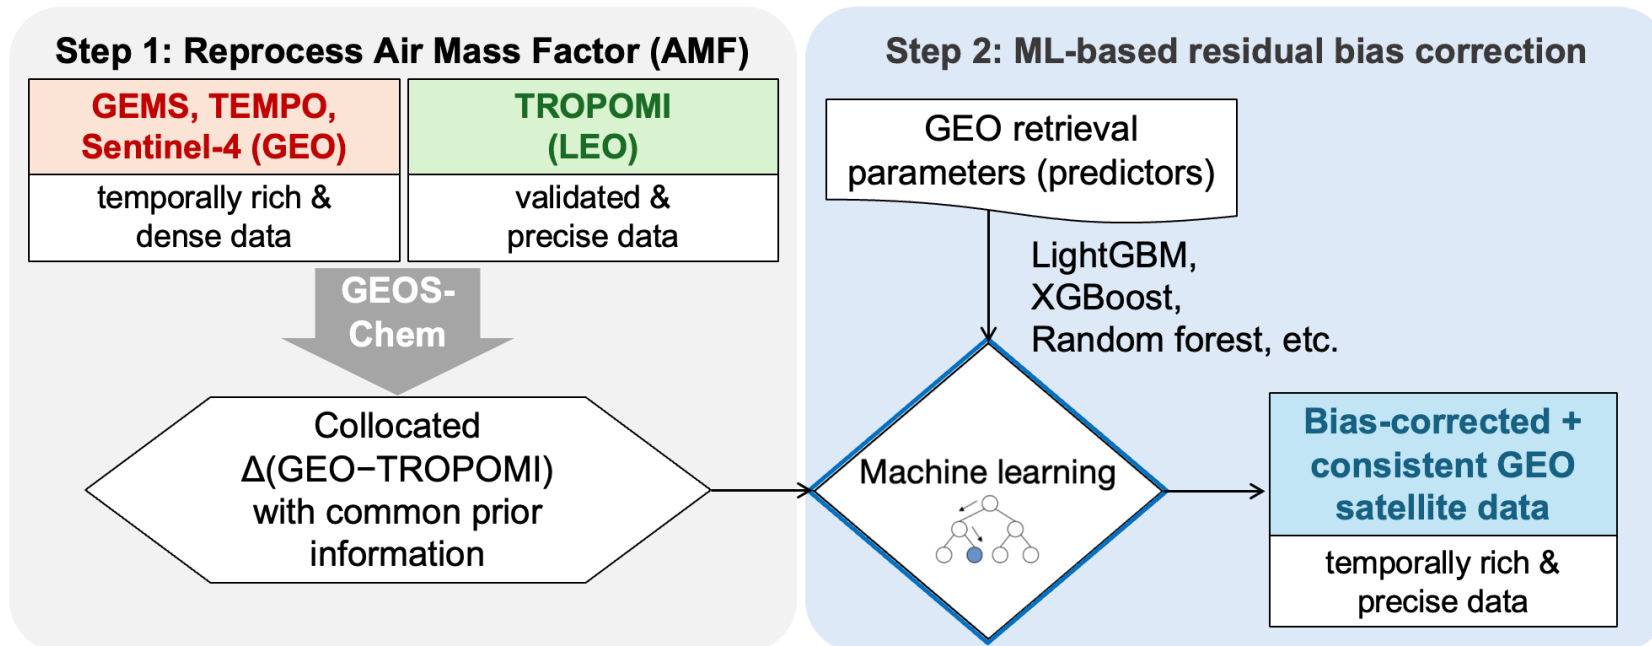 Step 1: Reprocess Air Mass Factor (AMF)
GEMS, TEMPO,
Sentinel-4 (GEO)
temporally rich &
dense data
TROPOMI
(LEO)
validated &
precise data
GEOS-
Chem
Collocated
Δ(GEO−TROPOMI)
with common prior
information
Step 2: ML-based residual bias correction
GEO retrieval
parameters (predictors)
LightGBM,
XGBoost,
Random forest, etc.
Machine learning
Bias-corrected +
consistent GEO
satellite data
temporally rich &
precise data